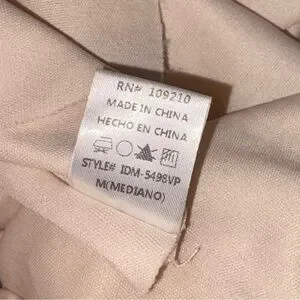 RN# 109210
MADE IN CHINA
HECHO EN CHINA
STYLE# IDM-5498VP
M(MEDIANO)